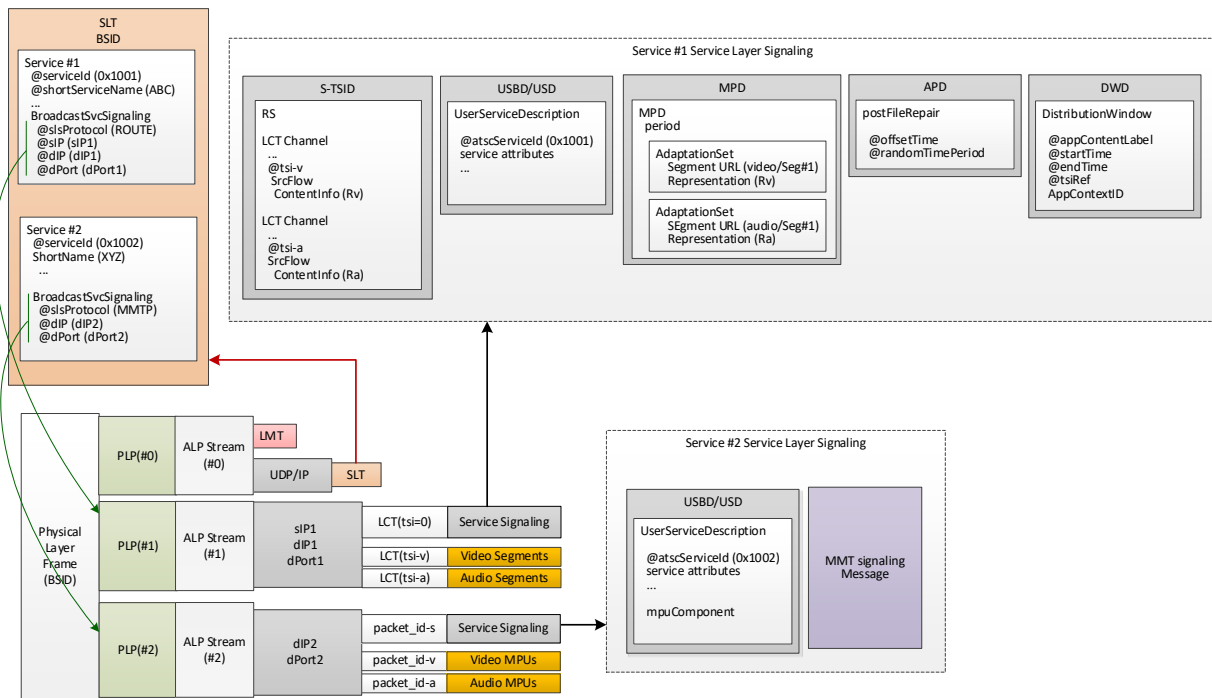 SLT
BSID
Service #1
@serviceId (0x1001)
@shortServiceName (ABC)
...
BroadcastSvcSignaling
@slsProtocol (ROUTE)
@sIP (sIP1)
@dIP (dIP1)
@dPort (dPort1)
Service #2
@serviceId (0x1002)
ShortName (XYZ)
...
BroadcastSvcSignaling
@slsProtocol (MMTP)
@dIP (dIP2)
@dPort (dPort2)
Service #1 Service Layer Signaling
S-TSID
RS
LCT Channel
...
@tsi-v
SrcFlow
ContentInfo (Rv)
LCT Channel
...
@tsi-a
SrcFlow
ContentInfo (Ra)
USBD/USD
UserServiceDescription
@atscServiceId (0x1001)
service attributes
...
MPD
MPD
period
AdaptationSet
Segment URL (video/Seg#1)
Representation (Rv)
AdaptationSet
SEgment URL (audio/Seg#1)
Representation (Ra)
APD
postFileRepair
@offsetTime
@randomTimePeriod
DWD
DistributionWindow
@appContentLabel
@startTime
@endTime
@tsiRef
AppContextID
Physical
Layer
Frame
(BSID)
PLP(#0)
ALP Stream
(#0)
LMT
UDP/IP
SLT
PLP(#1)
ALP Stream
(#1)
sIP1
dIP1
dPort1
LCT(tsi=0)
Service Signaling
LCT(tsi-v)
Video Segments
LCT(tsi-a)
Audio Segments
PLP(#2)
ALP Stream
(#2)
dIP2
dPort2
packet_id-s
Service Signaling
packet_id-v
Video MPUs
packet_id-a
Audio MPUs
Service #2 Service Layer Signaling
USBD/USD
UserServiceDescription
@atscServiceId (0x1002)
service attributes
...
mpuComponent
MMT signaling
Message